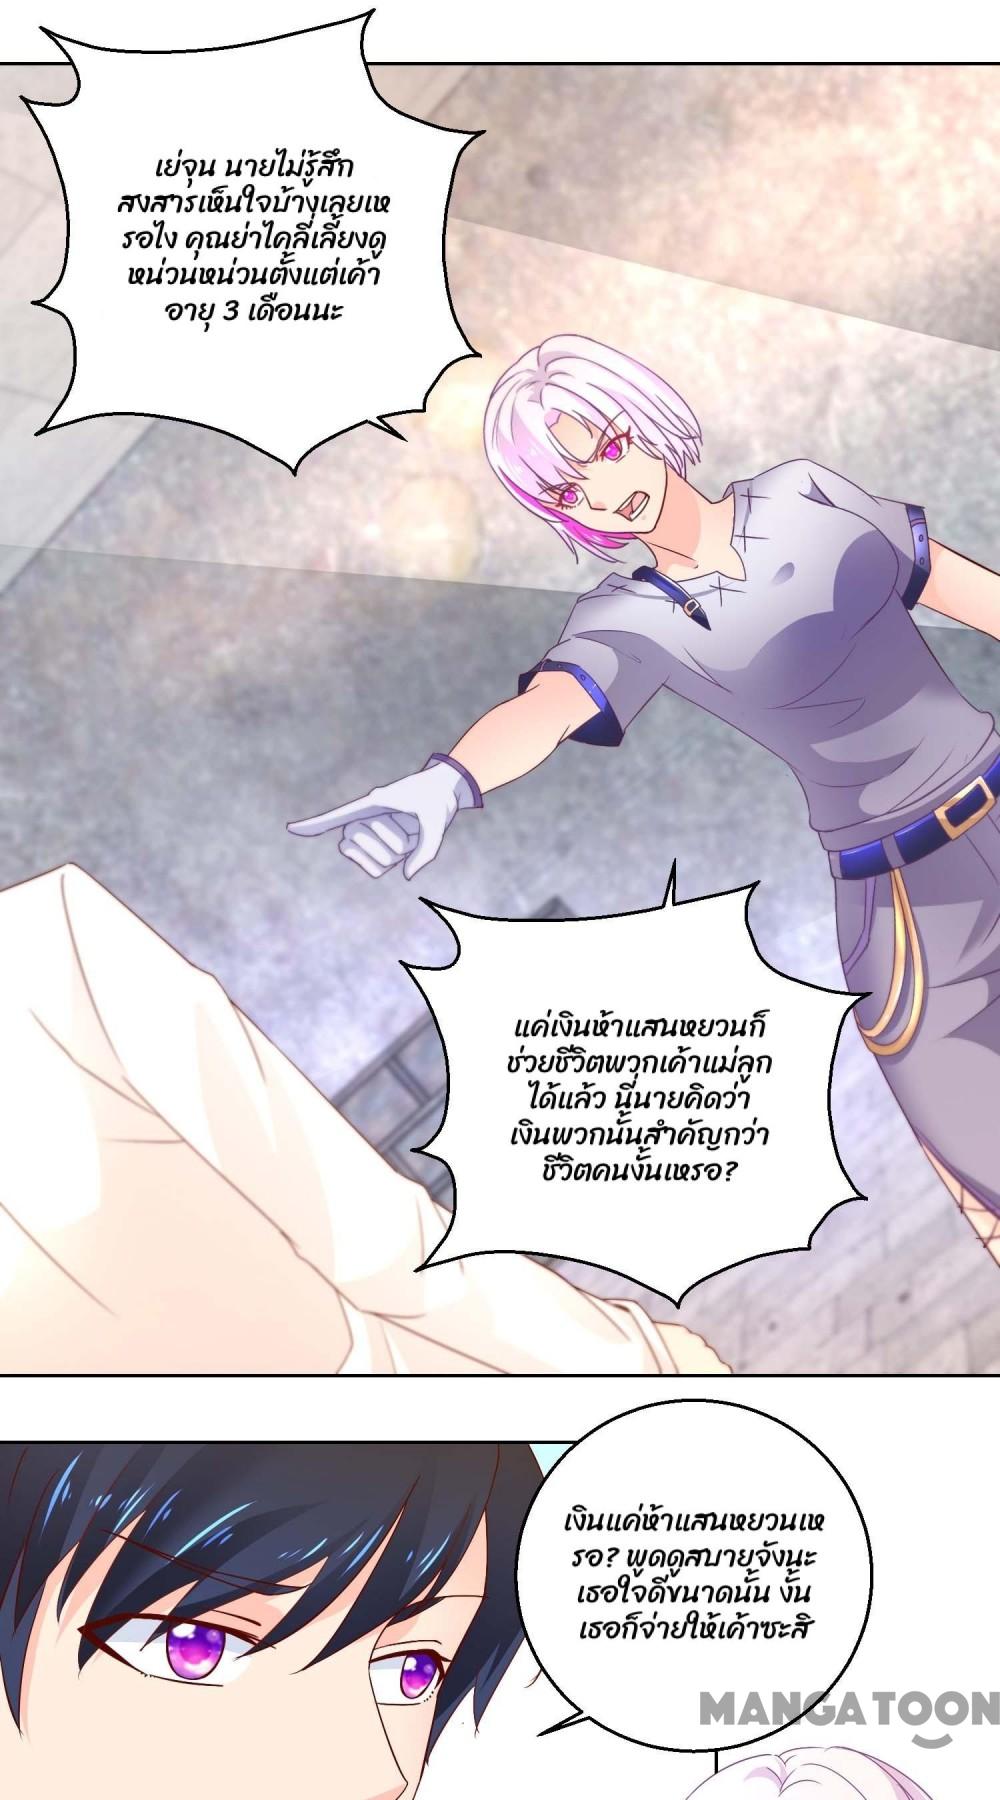 เย่จุน นายไม่รู้สึก
สงสารเห็นใจบ้างเลยเห
รอไง คุณย่าไคลี่เลี้ยงดู
หน่วนหน่วนตั้งแต่เค้า
อายุ 3 เดือนนะ
แค่เงินห้าแสนหยวนก็
ช่วยชีวิตพวกเค้าแม่ลูก
ได้แล้ว นี่นายคิดว่า
เงินพวกนั้นสำคัญกว่า
ชีวิตคนงั้นเหรอ?
เงินแค่ห้าแสนหยวนเห
รอ? พูดดูสบายจังนะ
เธอใจดีขนาดนั้น งั้น
เธอก็จ่ายให้เค้าซะสิ
MANGATOON